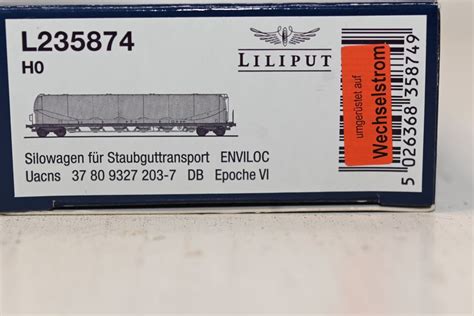 L235874
H0
LILIPUT
umgerüstet auf
Wechselstrom
5 026368 358749
Silowagen für Staubguttransport ENVILOC
Uacns 37 80 9327 203-7 DB Epoche VI